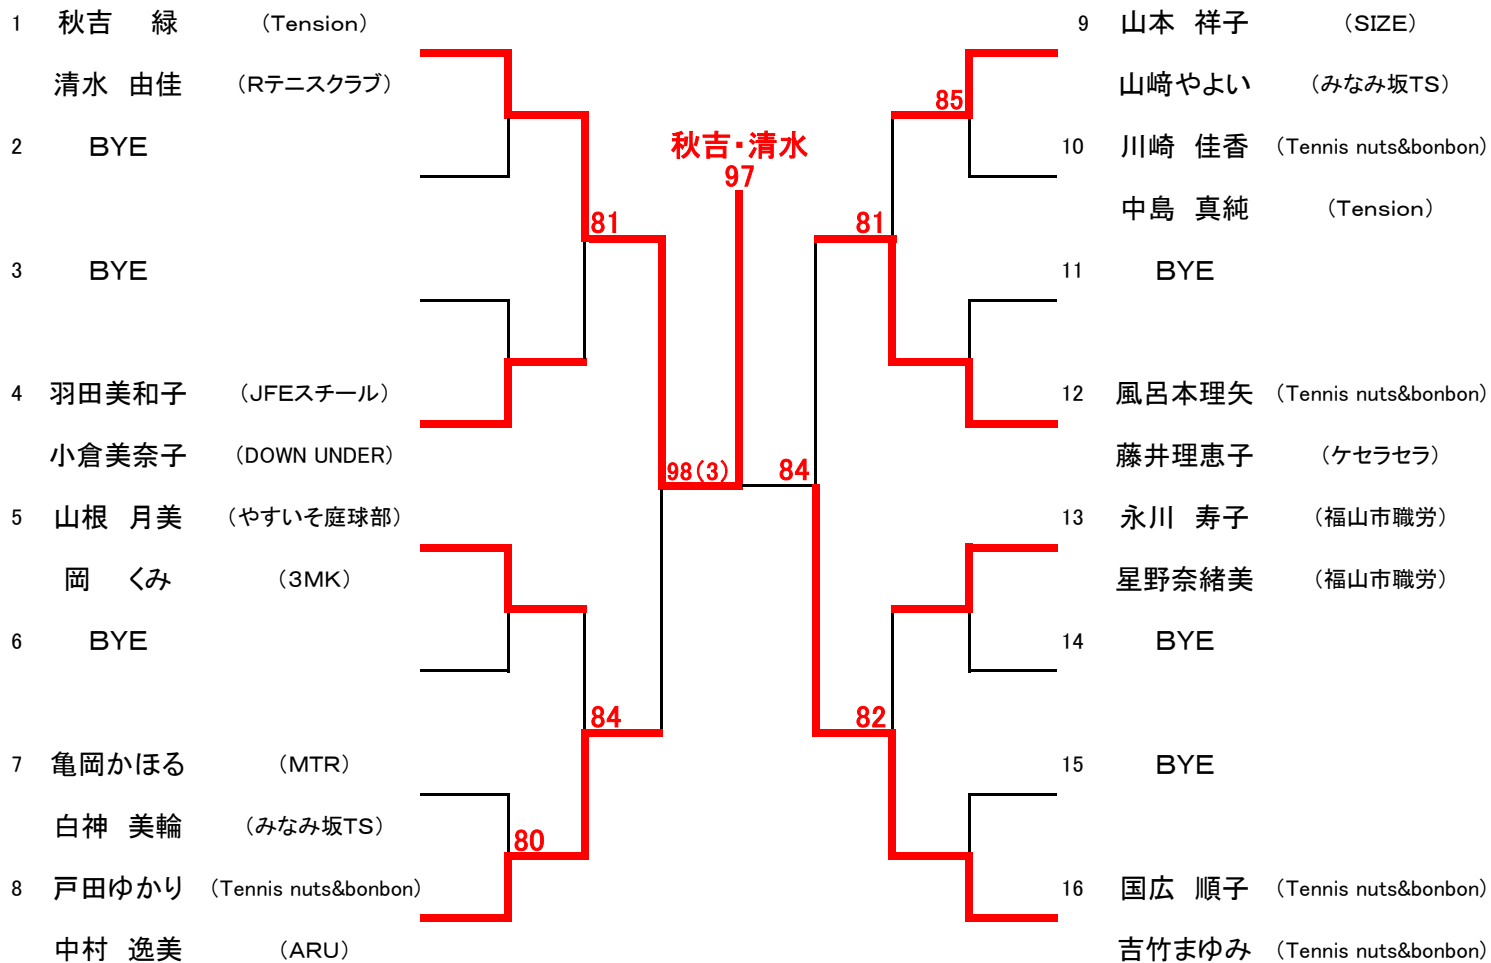 1 秋吉　緑 （Tension）
清水　由佳 （Rテニスクラブ）
2 BYE
3 BYE
4 羽田美和子 （JFEスチール）
小倉美奈子 （DOWN UNDER）
5 山根　月美 （やすいそ庭球部）
岡　くみ （3MK）
6 BYE
7 亀岡かほる （MTR）
白神　美輪 （みなみ坂TS）
8 戸田ゆかり （Tennis nuts&bonbon）
中村　逸美 （ARU）
81
84
80
98(3)
秋吉・清水
97
84
85
81
82
9 山本　祥子 （SIZE）
山﨑やよい （みなみ坂TS）
10 川崎　佳香 （Tennis nuts&bonbon）
中島　真純 （Tension）
11 BYE
12 風呂本理矢 （Tennis nuts&bonbon）
藤井理恵子 （ケセラセラ）
13 永川　寿子 （福山市職労）
星野奈緒美 （福山市職労）
14 BYE
15 BYE
16 国広　順子 （Tennis nuts&bonbon）
吉竹まゆみ （Tennis nuts&bonbon）